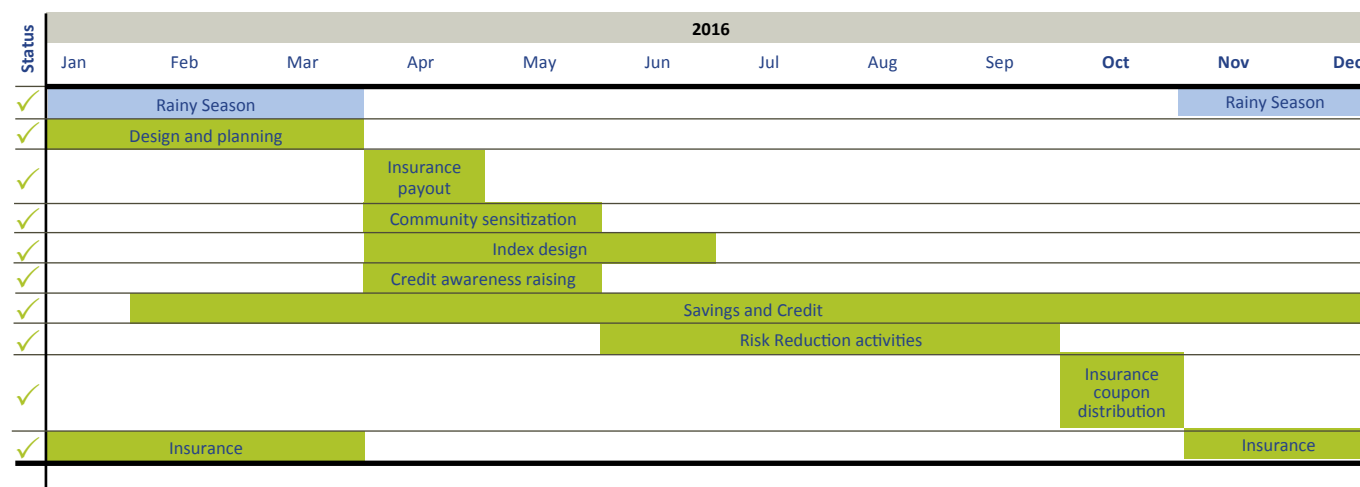 2016
Status
Jan Feb Mar Apr May Jun Jul Aug Sep Oct Nov Dec
Rainy Season Rainy Season
Design and planning
Insurance
payout
Community sensitization
Index design
Credit awareness raising
Savings and Credit
Risk Reduction activities
Insurance
coupon
distribution
Insurance Insurance